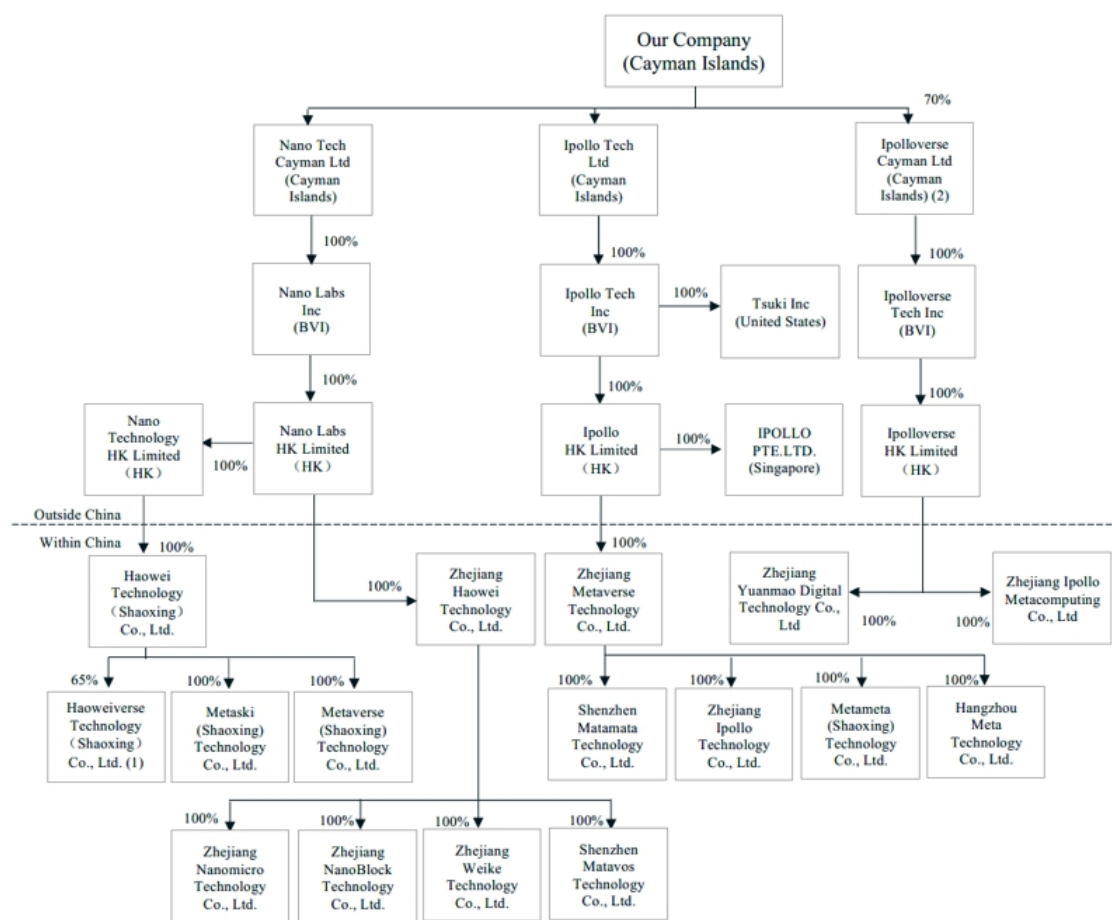 Our Company
(Cayman Islands)
70%
Nano Tech
Cayman Ltd
(Cayman
Islands)
Ipollo Tech
Ltd
(Cayman
Islands)
Ipolloverse
Cayman Ltd
(Cayman
Islands) (2)
100%
100%
100%
Nano Labs
Inc
(BVI)
Ipollo Tech
Inc
(BVI)
100%
Tsuki Inc
(United States)
Ipolloverse
Tech Inc
(BVI)
100%
100%
100%
Nano
Technology
HK Limited
（HK）
100%
Nano Labs
HK Limited
（HK）
Ipollo
HK Limited
（HK）
100%
IPOLLO
PTE.LTD.
(Singapore)
Ipolloverse
HK Limited
（HK）
Outside China
Within China
100%
100%
Haowei
Technology
（Shaoxing）
Co., Ltd.
100%
Zhejiang
Haowei
Technology
Co., Ltd.
Zhejiang
Metaverse
Technology
Co., Ltd.
Zhejiang
Yuanmao Digital
Technology Co.,
Ltd
100%
100%
Zhejiang Ipollo
Metacomputing
Co., Ltd
65%
100%
100%
100%
100%
100%
100%
Haoweiverse
Technology
（Shaoxing）
Co., Ltd. (1)
Metaski
(Shaoxing)
Technology
Co., Ltd.
Metaverse
(Shaoxing)
Technology
Co., Ltd.
Shenzhen
Matamata
Technology
Co., Ltd.
Zhejiang
Ipollo
Technology
Co., Ltd.
Metameta
(Shaoxing)
Technology
Co., Ltd.
Hangzhou
Meta
Technology
Co., Ltd.
100%
100%
100%
100%
Zhejiang
Nanomicro
Technology
Co., Ltd.
Zhejiang
NanoBlock
Technology
Co., Ltd.
Zhejiang
Weike
Technology
Co., Ltd.
Shenzhen
Matavos
Technology
Co., Ltd.